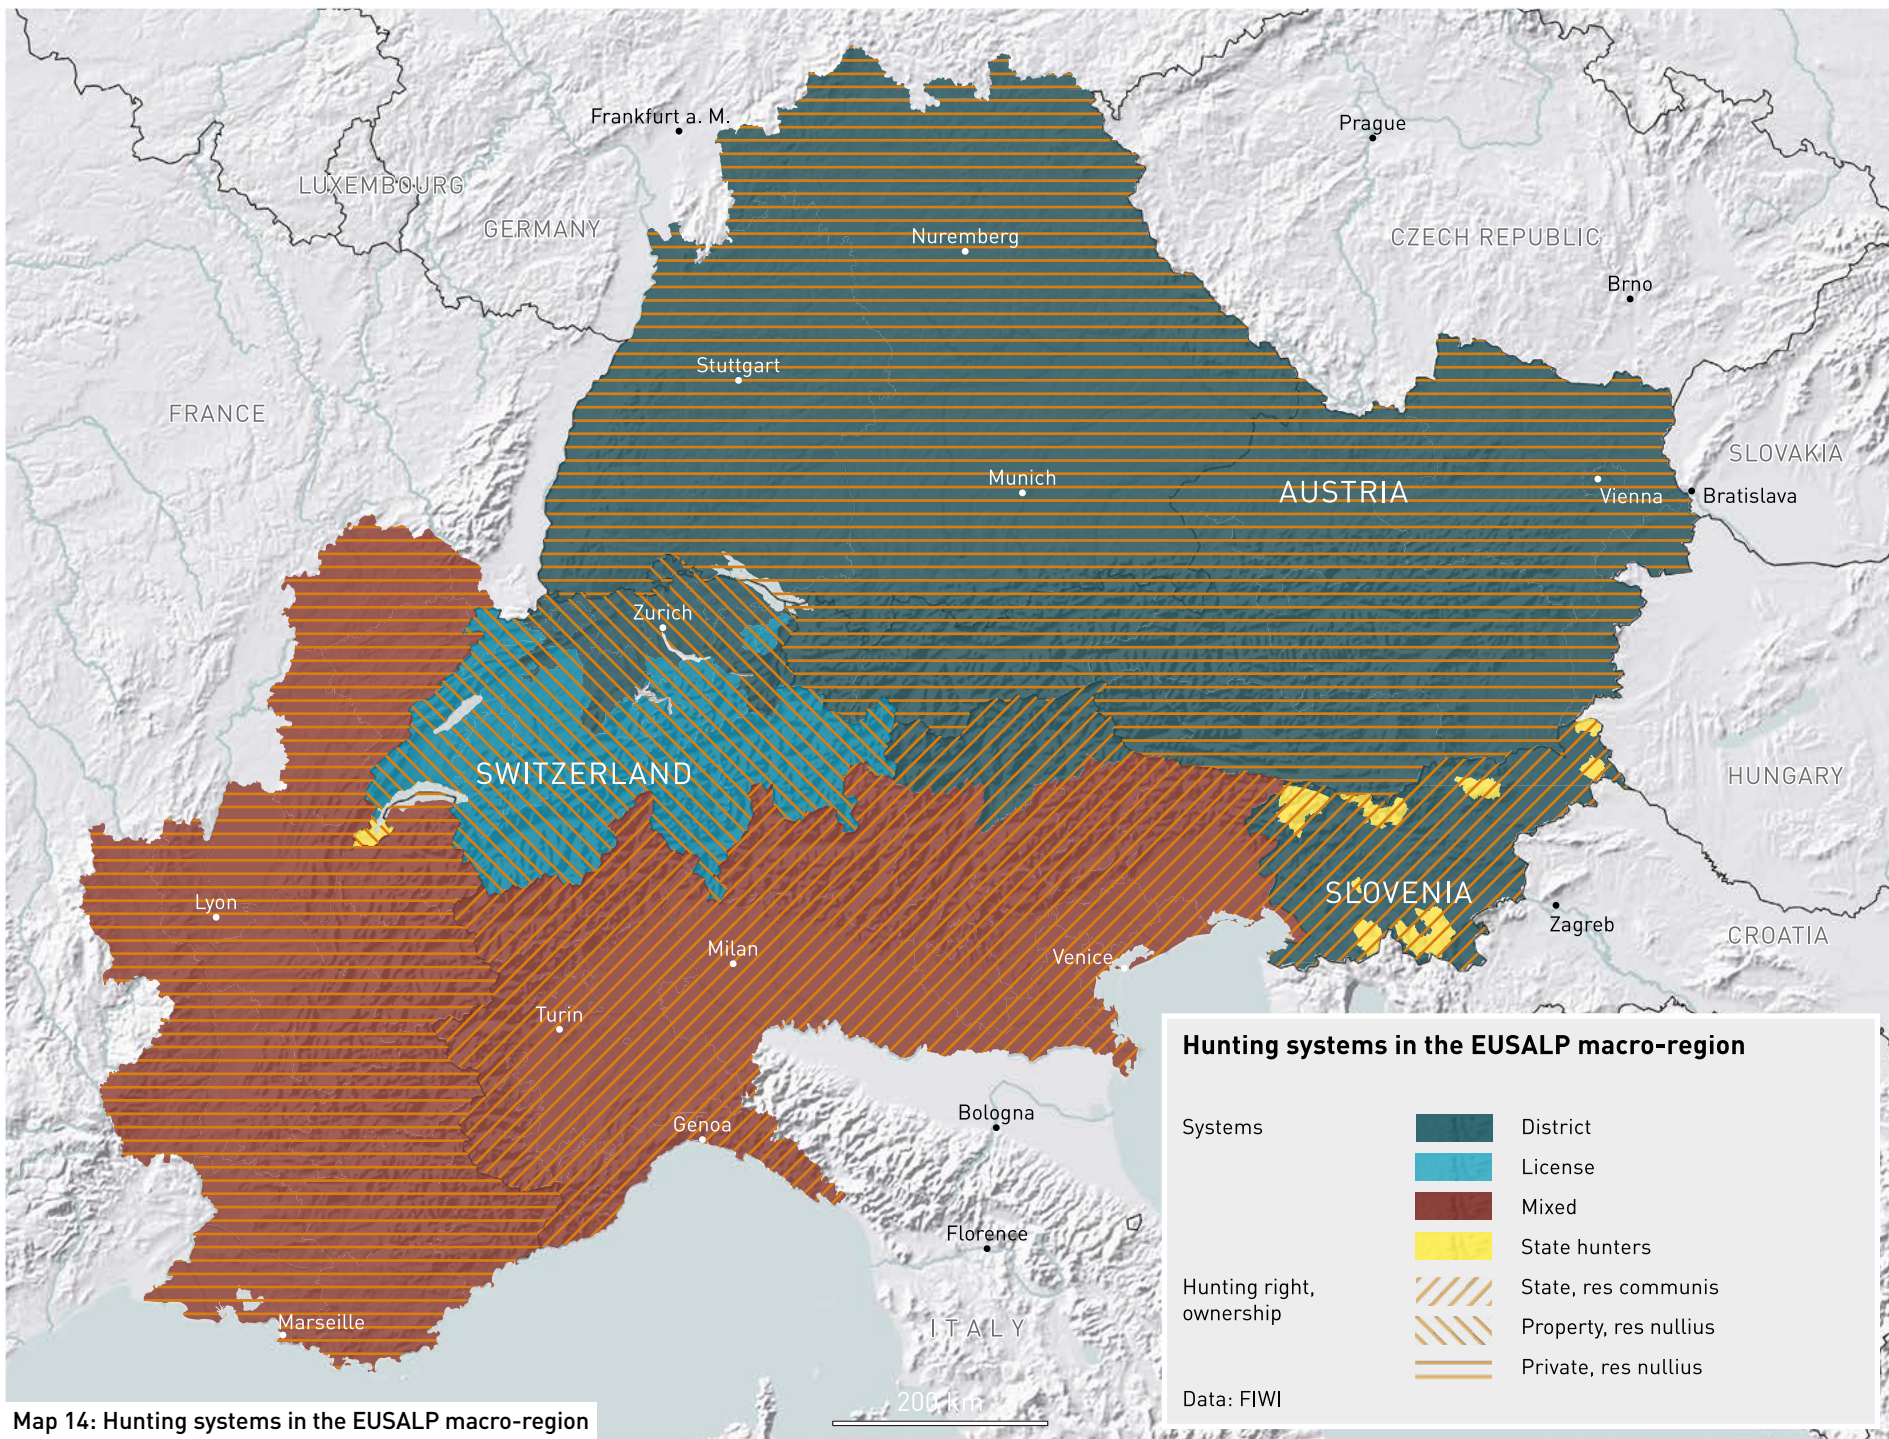 Frankfurt a. M.
Prague
LUXEMBOURG
GERMANY
Nuremberg
CZECH REPUBLIC
Brno
Stuttgart
FRANCE
SLOVAKIA
Munich
AUSTRIA
Vienna
Bratislava
Zurich
SWITZERLAND
HUNGARY
Lyon
SLOVENIA
Zagreb
CROATIA
Milan
Venice
Turin
Genoa
Bologna
Florence
Marseille
ITALY
200 km
Hunting systems in the EUSALP macro-region
Systems
District
License
Mixed
State hunters
Hunting right,
ownership
State, res communis
Property, res nullius
Private, res nullius
Data: FIWI
Map 14: Hunting systems in the EUSALP macro-region